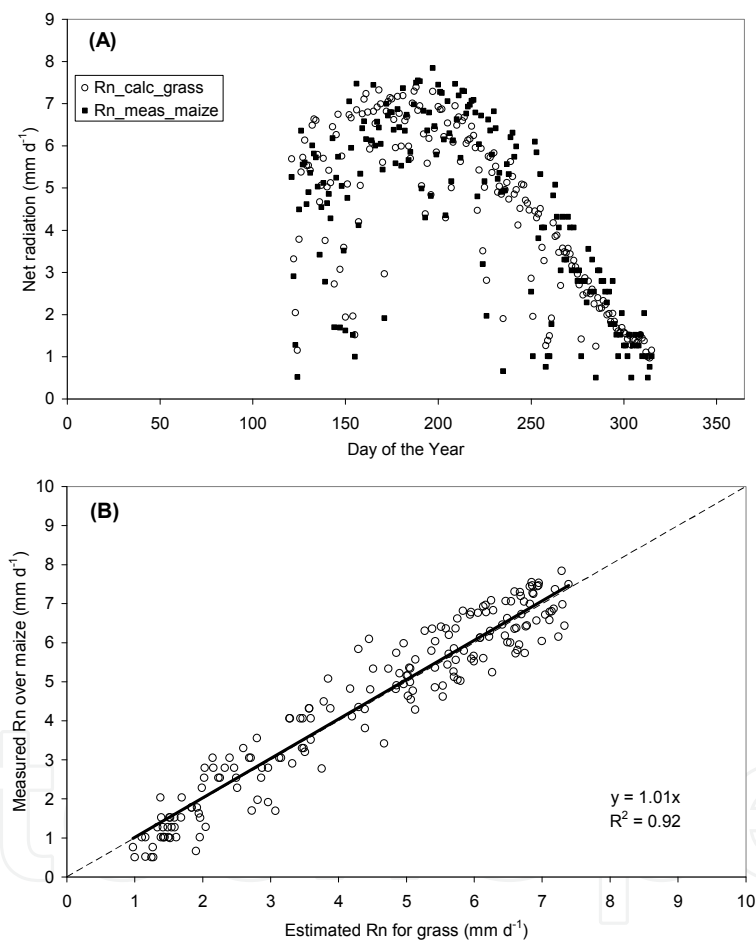 (A)
Rn_calc_grass
Rn_meas_maize
Net radiation (mm d⁻¹)
9
8
7
6
5
4
3
2
1
0
0 50 100 150 200 250 300 350
Day of the Year
(B)
Measured Rn over maize (mm d⁻¹)
10
9
8
7
6
5
4
3
2
1
0
y = 1.01x
R² = 0.92
0 1 2 3 4 5 6 7 8 9 10
Estimated Rn for grass (mm d⁻¹)